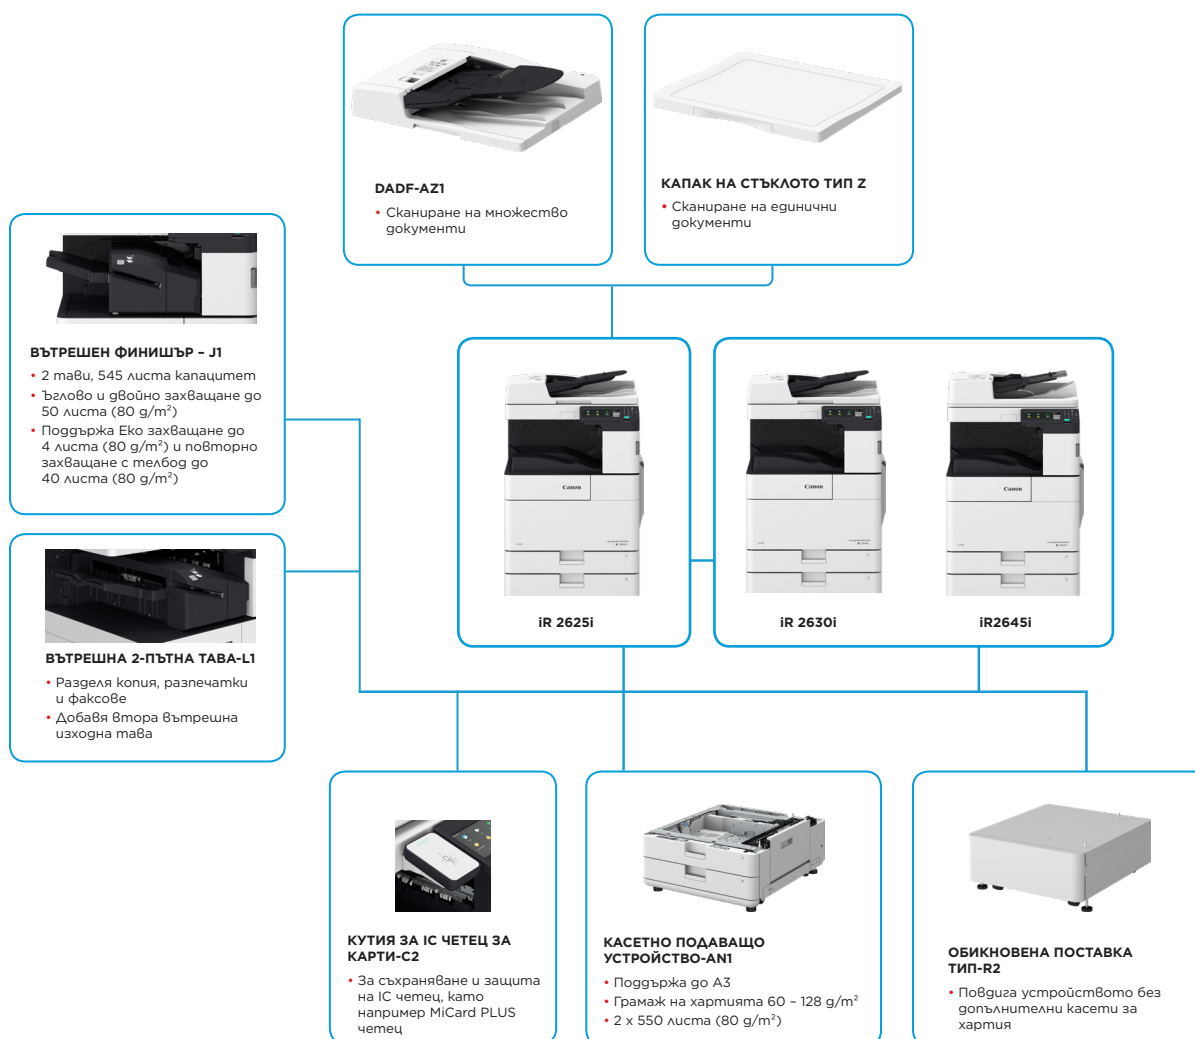 DADF-AZ1
• Сканиране на множество
документи
КАПАК НА СТЪКЛОТО ТИП Z
• Сканиране на единични
документи
ВЪТРЕШЕН ФИНИШЪР – J1
• 2 тави, 545 листа капацитет
• Ъглово и двойно захващане до
50 листа (80 g/m²)
• Поддържа Еко захващане до
4 листа (80 g/m²) и повторно
захващане с телбод до
40 листа (80 g/m²)
ВЪТРЕШНА 2-ПЪТНА ТАВА-L1
• Разделя копия, разпечатки
и факсове
• Добавя втора вътрешна
изходна тава
Canon
Canon
Canon
iR 2625i
iR 2630i
iR2645i
КУТИЯ ЗА IC ЧЕТЕЦ ЗА
КАРТИ-C2
• За съхраняване и защита
на IC четец, като
например MiCard PLUS
четец
КАСЕТНО ПОДАВАЩО
УСТРОЙСТВО-AN1
• Поддържа до A3
• Грамаж на хартията 60 – 128 g/m²
• 2 x 550 листа (80 g/m²)
ОБИКНОВЕНА ПОСТАВКА
ТИП-R2
• Повдига устройството без
допълнителни касети за
хартия